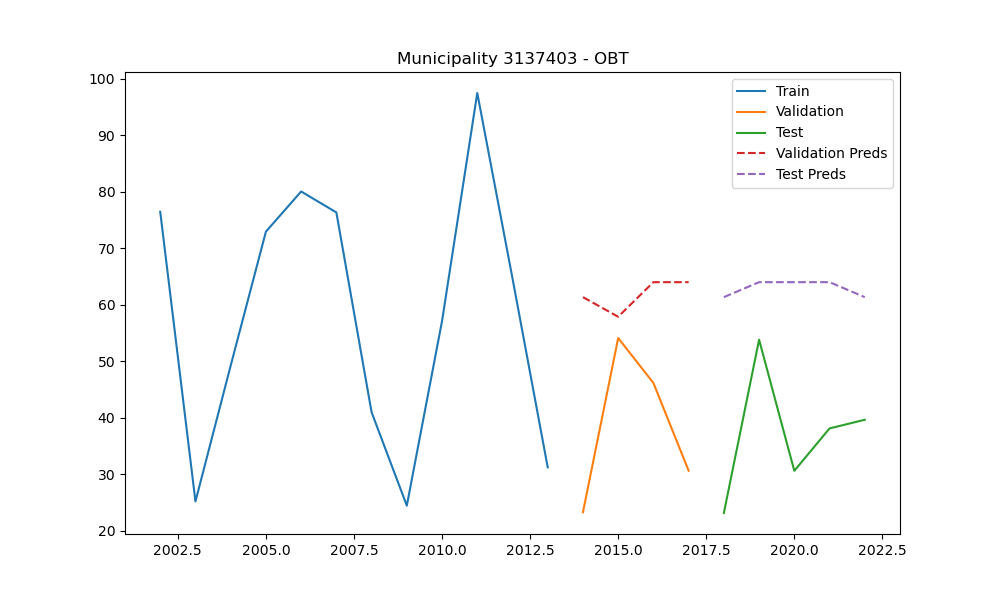 Municipality 3137403 - OBT
100
90
80
70
60
50
40
30
20
Train
Validation
Test
Validation Preds
Test Preds
2002.5 2005.0 2007.5 2010.0 2012.5 2015.0 2017.5 2020.0 2022.5